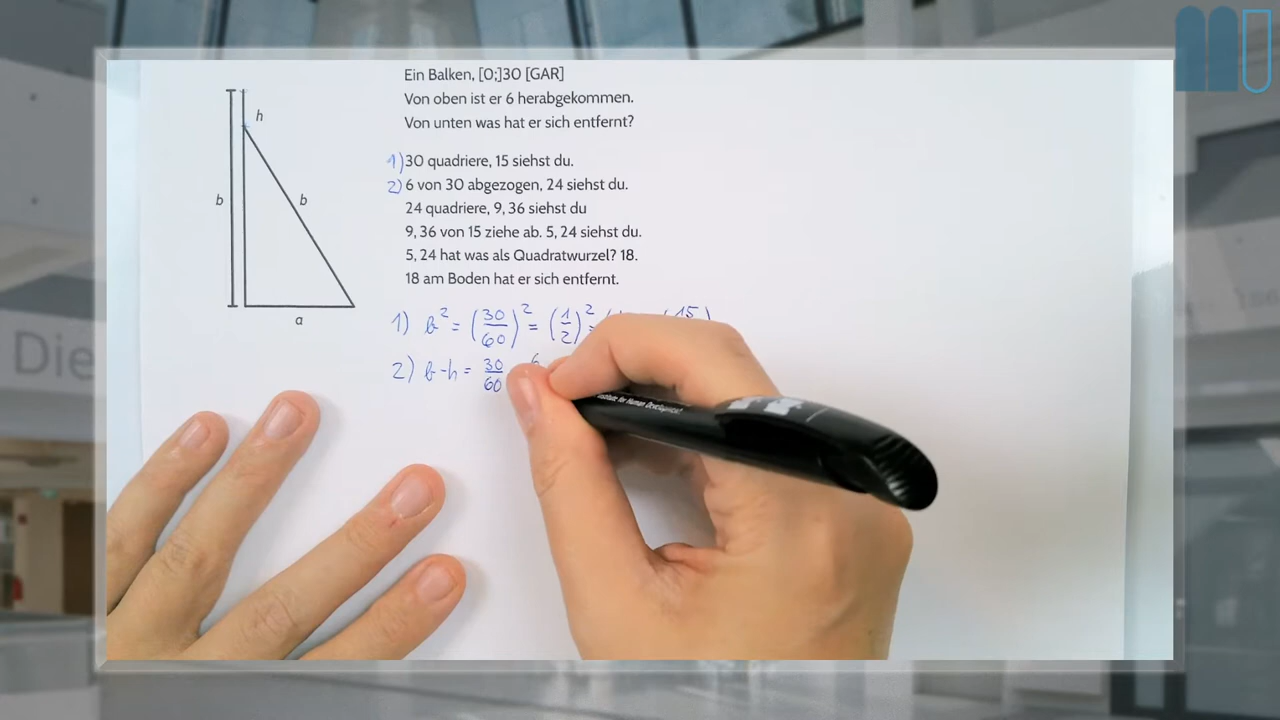 Ein Balken, [0;]30 [GAR]
Von oben ist er 6 herabgekommen.
Von unten was hat er sich entfernt?
1) 30 quadriere, 15 siehst du.
2) 6 von 30 abgezogen, 24 siehst du.
24 quadriere, 9, 36 siehst du
9, 36 von 15 ziehe ab. 5, 24 siehst du.
5, 24 hat was als Quadratwurzel? 18.
18 am Boden hat er sich entfernt.
h
b
b
a
1) b² = (30/60)² = (1/2)² = 15
2) b-h = 30/60 6
Die